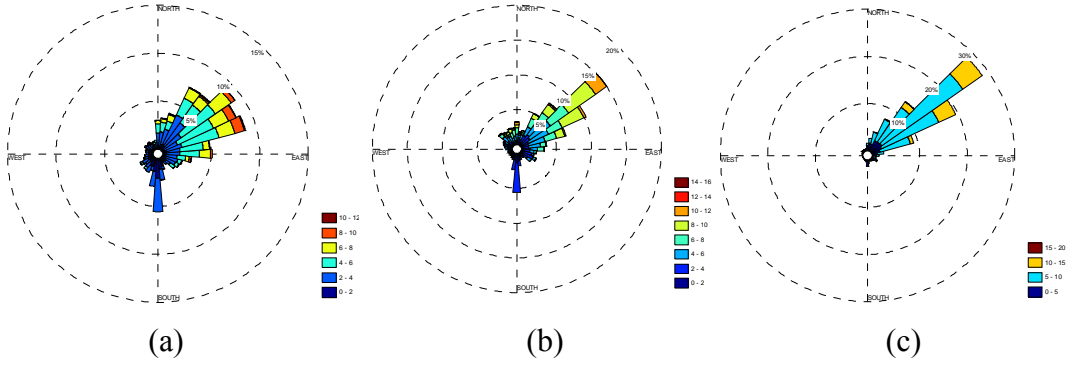 NORTH
15%
10%
5%
WEST
EAST
SOUTH
10 - 12
8 - 10
6 - 8
4 - 6
2 - 4
0 - 2
(a)
NORTH
20%
15%
10%
5%
WEST
EAST
SOUTH
14 - 16
12 - 14
10 - 12
8 - 10
6 - 8
4 - 6
2 - 4
0 - 2
(b)
NORTH
30%
20%
10%
WEST
EAST
SOUTH
15 - 20
10 - 15
5 - 10
0 - 5
(c)